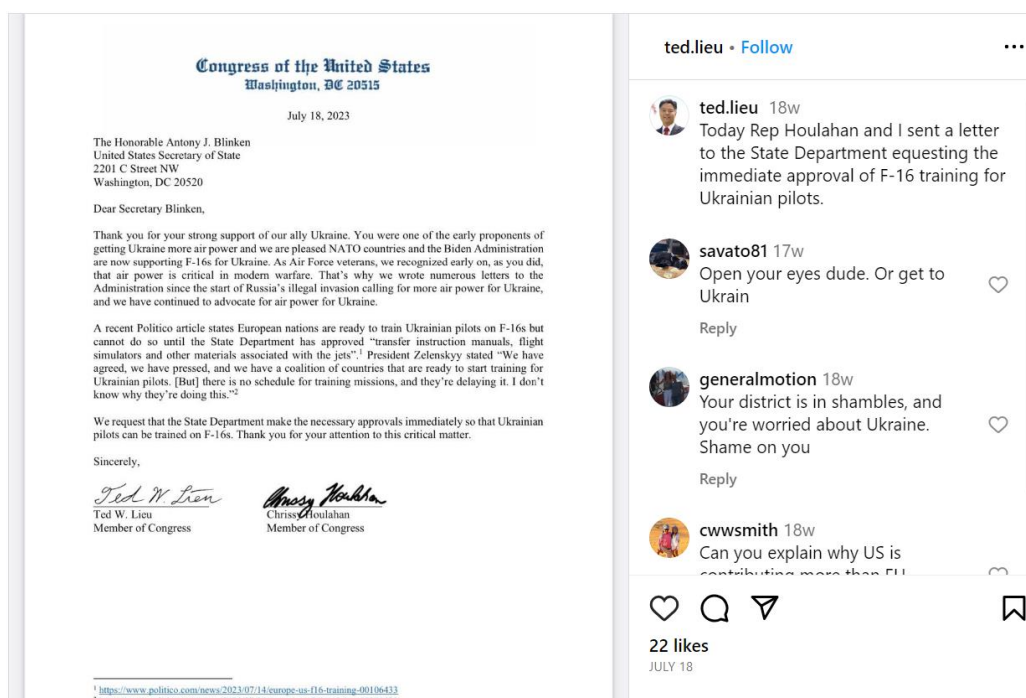 Congress of the United States
Washington, DC 20515
July 18, 2023
The Honorable Antony J. Blinken
United States Secretary of State
2201 C Street NW
Washington, DC 20520
Dear Secretary Blinken,
Thank you for your strong support of our ally Ukraine. You were one of the early proponents of
getting Ukraine more air power and we are pleased NATO countries and the Biden Administration
are now supporting F-16s for Ukraine. As Air Force veterans, we recognized early on, as you did,
that air power is critical in modern warfare. That's why we wrote numerous letters to the
Administration since the start of Russia's illegal invasion calling for more air power for Ukraine,
and we have continued to advocate for air power for Ukraine.
A recent Politico article states European nations are ready to train Ukrainian pilots on F-16s but
cannot do so until the State Department has approved “transfer instruction manuals, flight
simulators and other materials associated with the jets”.1 President Zelenskyy stated “We have
agreed, we have pressed, and we have a coalition of countries that are ready to start training for
Ukrainian pilots. [But] there is no schedule for training missions, and they're delaying it. I don't
know why they're doing this.”2
We request that the State Department make the necessary approvals immediately so that Ukrainian
pilots can be trained on F-16s. Thank you for your attention to this critical matter.
Sincerely,
Ted W. Lieu Chrissy Houlahan
Ted W. Lieu Chrissy Houlahan
Member of Congress Member of Congress
1 https://www.politico.com/news/2023/07/14/europe-us-f16-training-00106433
ted.lieu • Follow
ted.lieu 18w
Today Rep Houlahan and I sent a letter
to the State Department equesting the
immediate approval of F-16 training for
Ukrainian pilots.
savato81 17w
Open your eyes dude. Or get to
Ukrain
Reply
generalmotion 18w
Your district is in shambles, and
you're worried about Ukraine.
Shame on you
Reply
cwwsmith 18w
Can you explain why US is
contributing more than EU
22 likes
JULY 18